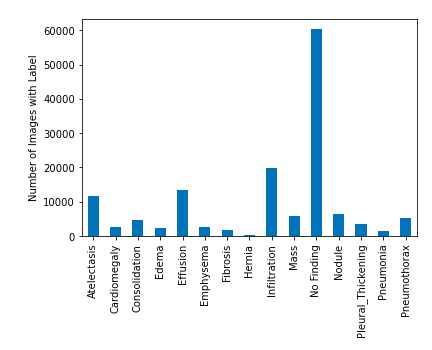 Number of Images with Label
60000
50000
40000
30000
20000
10000
0
Atelectasis
Cardiomegaly
Consolidation
Edema
Effusion
Emphysema
Fibrosis
Hernia
Infiltration
Mass
No Finding
Nodule
Pleural_Thickening
Pneumonia
Pneumothorax